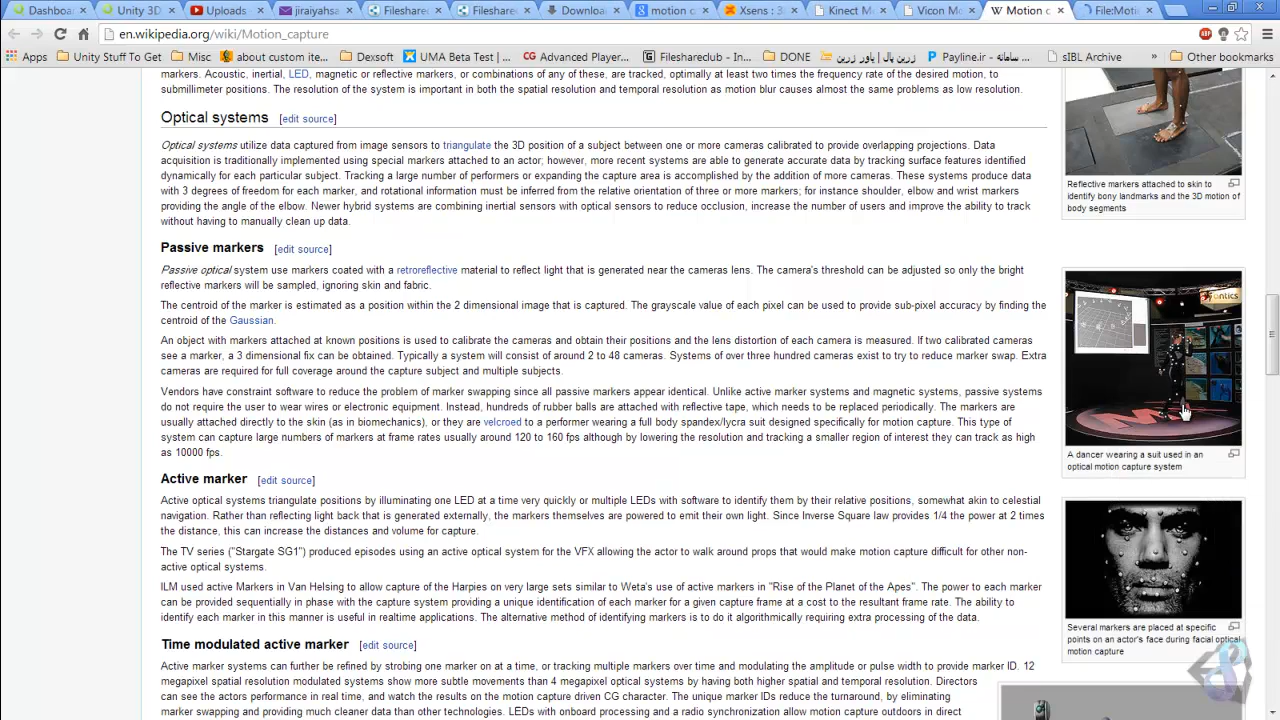 Dashboard
Unity 3D
Uploads
jiraiyahsa
Fileshare
Fileshare
Downloa
motion c
Xsens : 3
Kinect M
Vicon Mo
Motion c
File:Moti
en.wikipedia.org/wiki/Motion_capture
Apps
Unity Stuff To Get
Misc
about custom ite...
Dexsoft
UMA Beta Test | ...
Advanced Player...
Filesharedclub - In...
DONE
زرین پال | پاور زرین
Payline.ir - سامانه ...
sIBL Archive
»
Other bookmarks
markers. Acoustic, inertial, LED, magnetic or reflective markers, or combinations of any of these, are tracked, optimally at least two times the frequency rate of the desired motion, to
submillimeter positions. The resolution of the system is important in both the spatial resolution and temporal resolution as motion blur causes almost the same problems as low resolution.
Optical systems [edit source]
Optical systems utilize data captured from image sensors to triangulate the 3D position of a subject between one or more cameras calibrated to provide overlapping projections. Data
acquisition is traditionally implemented using special markers attached to an actor; however, more recent systems are able to generate accurate data by tracking surface features identified
dynamically for each particular subject. Tracking a large number of performers or expanding the capture area is accomplished by the addition of more cameras. These systems produce data
with 3 degrees of freedom for each marker, and rotational information must be inferred from the relative orientation of three or more markers; for instance shoulder, elbow and wrist markers
providing the angle of the elbow. Newer hybrid systems are combining inertial sensors with optical sensors to reduce occlusion, increase the number of users and improve the ability to track
without having to manually clean up data.
Passive markers [edit source]
Passive optical system use markers coated with a retroreflective material to reflect light that is generated near the cameras lens. The camera's threshold can be adjusted so only the bright
reflective markers will be sampled, ignoring skin and fabric.
The centroid of the marker is estimated as a position within the 2 dimensional image that is captured. The grayscale value of each pixel can be used to provide sub-pixel accuracy by finding the
centroid of the Gaussian.
An object with markers attached at known positions is used to calibrate the cameras and obtain their positions and the lens distortion of each camera is measured. If two calibrated cameras
see a marker, a 3 dimensional fix can be obtained. Typically a system will consist of around 2 to 48 cameras. Systems of over three hundred cameras exist to try to reduce marker swap. Extra
cameras are required for full coverage around the capture subject and multiple subjects.
Vendors have constraint software to reduce the problem of marker swapping since all passive markers appear identical. Unlike active marker systems and magnetic systems, passive systems
do not require the user to wear wires or electronic equipment. Instead, hundreds of rubber balls are attached with reflective tape, which needs to be replaced periodically. The markers are
usually attached directly to the skin (as in biomechanics), or they are velcroed to a performer wearing a full body spandex/lycra suit designed specifically for motion capture. This type of
system can capture large numbers of markers at frame rates usually around 120 to 160 fps although by lowering the resolution and tracking a smaller region of interest they can track as high
as 10000 fps.
Active marker [edit source]
Active optical systems triangulate positions by illuminating one LED at a time very quickly or multiple LEDs with software to identify them by their relative positions, somewhat akin to celestial
navigation. Rather than reflecting light back that is generated externally, the markers themselves are powered to emit their own light. Since Inverse Square law provides 1/4 the power at 2 times
the distance, this can increase the distances and volume for capture.
The TV series ("Stargate SG1") produced episodes using an active optical system for the VFX allowing the actor to walk around props that would make motion capture difficult for other non-
active optical systems.
ILM used active Markers in Van Helsing to allow capture of the Harpies on very large sets similar to Weta's use of active markers in "Rise of the Planet of the Apes". The power to each marker
can be provided sequentially in phase with the capture system providing a unique identification of each marker for a given capture frame at a cost to the resultant frame rate. The ability to
identify each marker in this manner is useful in realtime applications. The alternative method of identifying markers is to do it algorithmically requiring extra processing of the data.
Time modulated active marker [edit source]
Active marker systems can further be refined by strobing one marker on at a time, or tracking multiple markers over time and modulating the amplitude or pulse width to provide marker ID. 12
megapixel spatial resolution modulated systems show more subtle movements than 4 megapixel optical systems by having both higher spatial and temporal resolution. Directors
can see the actors performance in real time, and watch the results on the motion capture driven CG character. The unique marker IDs reduce the turnaround, by eliminating
marker swapping and providing much cleaner data than other technologies. LEDs with onboard processing and a radio synchronization allow motion capture outdoors in direct
Reflective markers attached to skin to
identify bony landmarks and the 3D motion of
body segments
A dancer wearing a suit used in an
optical motion capture system
Several markers are placed at specific
points on an actor's face during facial optical
motion capture